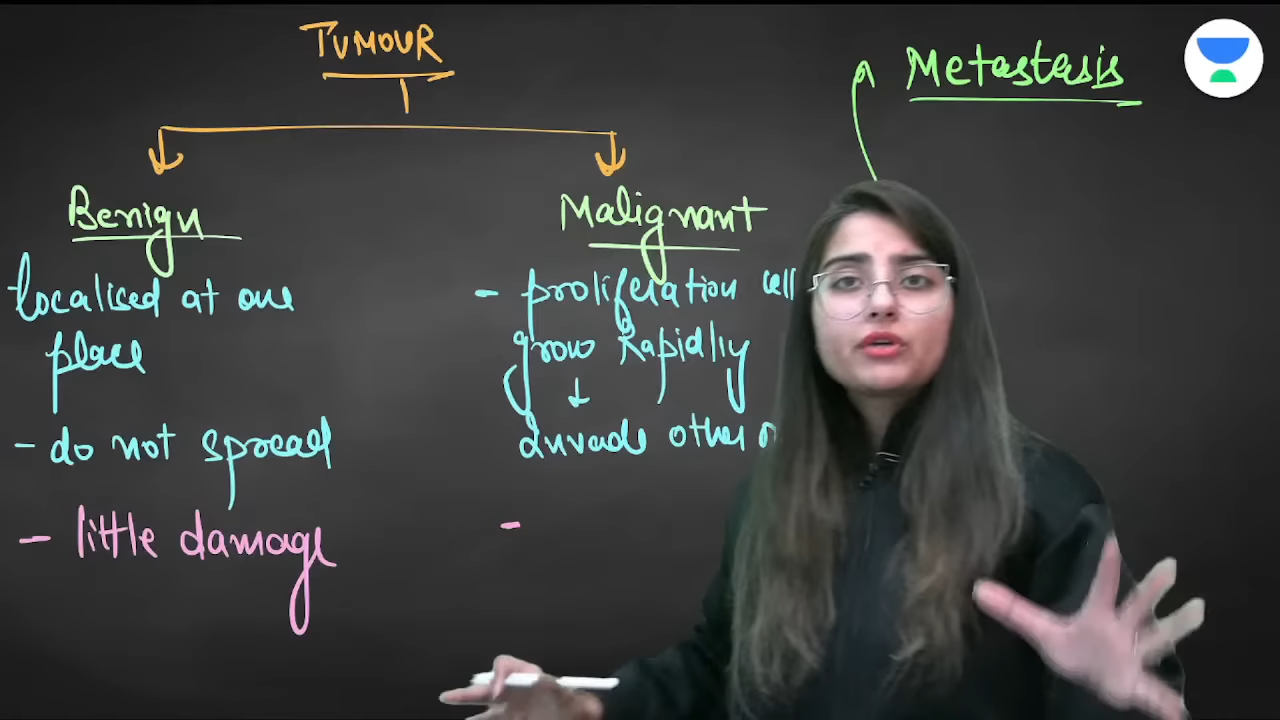 TUMOUR
Metastasis
Benign
localised at one
place
- do not spread
- little damage
Malignant
- proliferation cell
grow Rapidly
↓
invade other
-